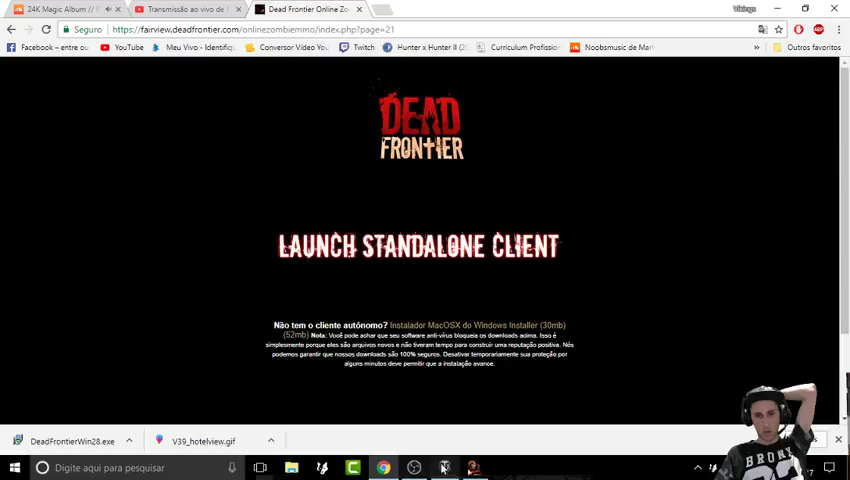 24K Magic Album //
Transmissão ao vivo de
Dead Frontier Online Zo
Vikings
Seguro
https://fairview.deadfrontier.com/onlinezombiemmo/index.php?page=21
Facebook – entre ou
YouTube
Meu Vivo - Identifiq
Conversor Vídeo You
Twitch
Hunter x Hunter II (20
Curriculum Profission
Noobsmusic de Mar
»
Outros favoritos
DEAD
FRONTIER
LAUNCH STANDALONE CLIENT
Não tem o cliente autônomo? Instalador MacOSX do Windows Installer (30mb)
(52mb) Nota: Você pode achar que seu software anti-vírus bloqueia os downloads acima. Isso é
simplesmente porque eles são arquivos novos e não tiveram tempo para construir uma reputação positiva. Nós
podemos garantir que nossos downloads são 100% seguros. Desativar temporariamente sua proteção por
alguns minutos deve permitir que a instalação avance.
DeadFrontierWin28.exe
V39_hotelview.gif
Digite aqui para pesquisar
BRONX